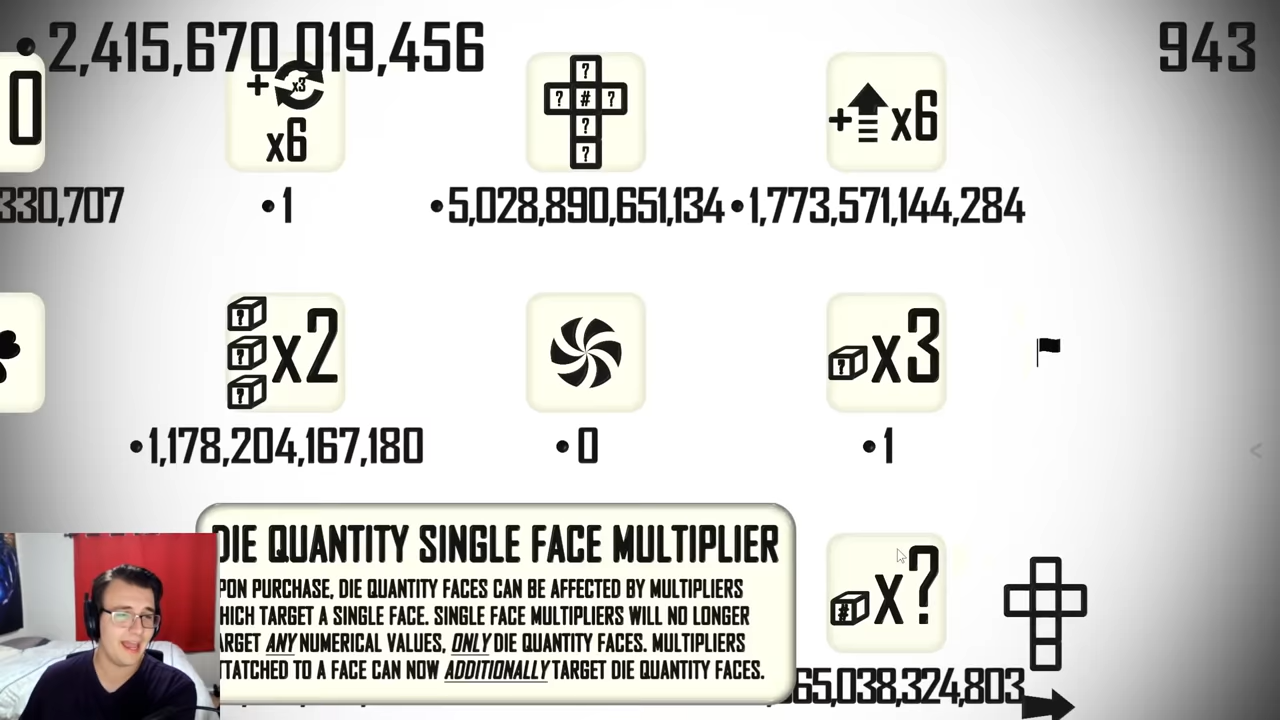 2,415,670,019,456
943
0
+ x3
x6
? ? # ? ? ?
+ x6
330,707
1
5,028,890,651,134
1,773,571,144,284
? ? ? x2
? x3
1,178,204,167,180
0
1
<
DIE QUANTITY SINGLE FACE MULTIPLIER
PON PURCHASE, DIE QUANTITY FACES CAN BE AFFECTED BY MULTIPLIERS
HICH TARGET A SINGLE FACE. SINGLE FACE MULTIPLIERS WILL NO LONGER
ARGET ANY NUMERICAL VALUES, ONLY DIE QUANTITY FACES. MULTIPLIERS
TTATCHED TO A FACE CAN NOW ADDITIONALLY TARGET DIE QUANTITY FACES.
# x?
65,038,324,803